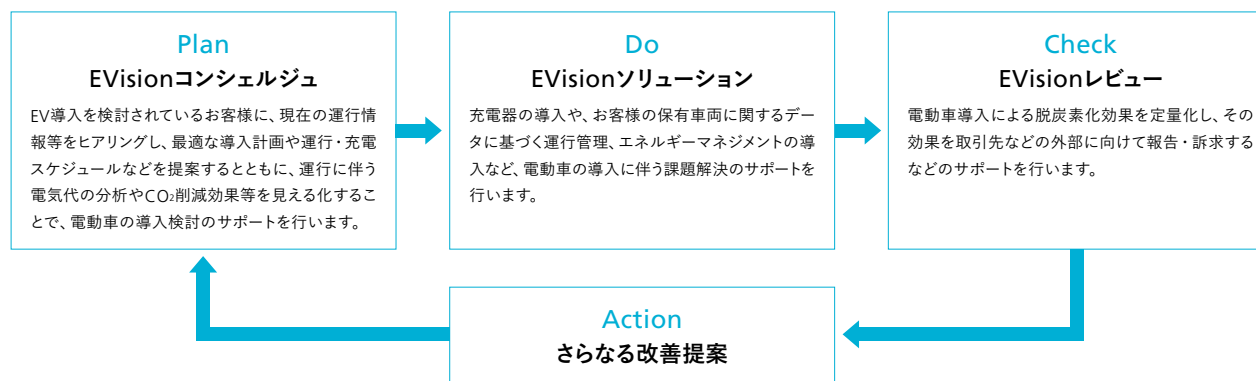 Plan
EVisionコンシェルジュ
EV導入を検討されているお客様に、現在の運行情
報等をヒアリングし、最適な導入計画や運行・充電
スケジュールなどを提案するとともに、運行に伴う
電気代の分析やCO₂削減効果等を見える化するこ
とで、電動車の導入検討のサポートを行います。
Do
EVisionソリューション
充電器の導入や、お客様の保有車両に関するデー
タに基づく運行管理、エネルギーマネジメントの導
入など、電動車の導入に伴う課題解決のサポートを
行います。
Check
EVisionレビュー
電動車導入による脱炭素化効果を定量化し、その
効果を取引先などの外部に向けて報告・訴求する
などのサポートを行います。
Action
さらなる改善提案